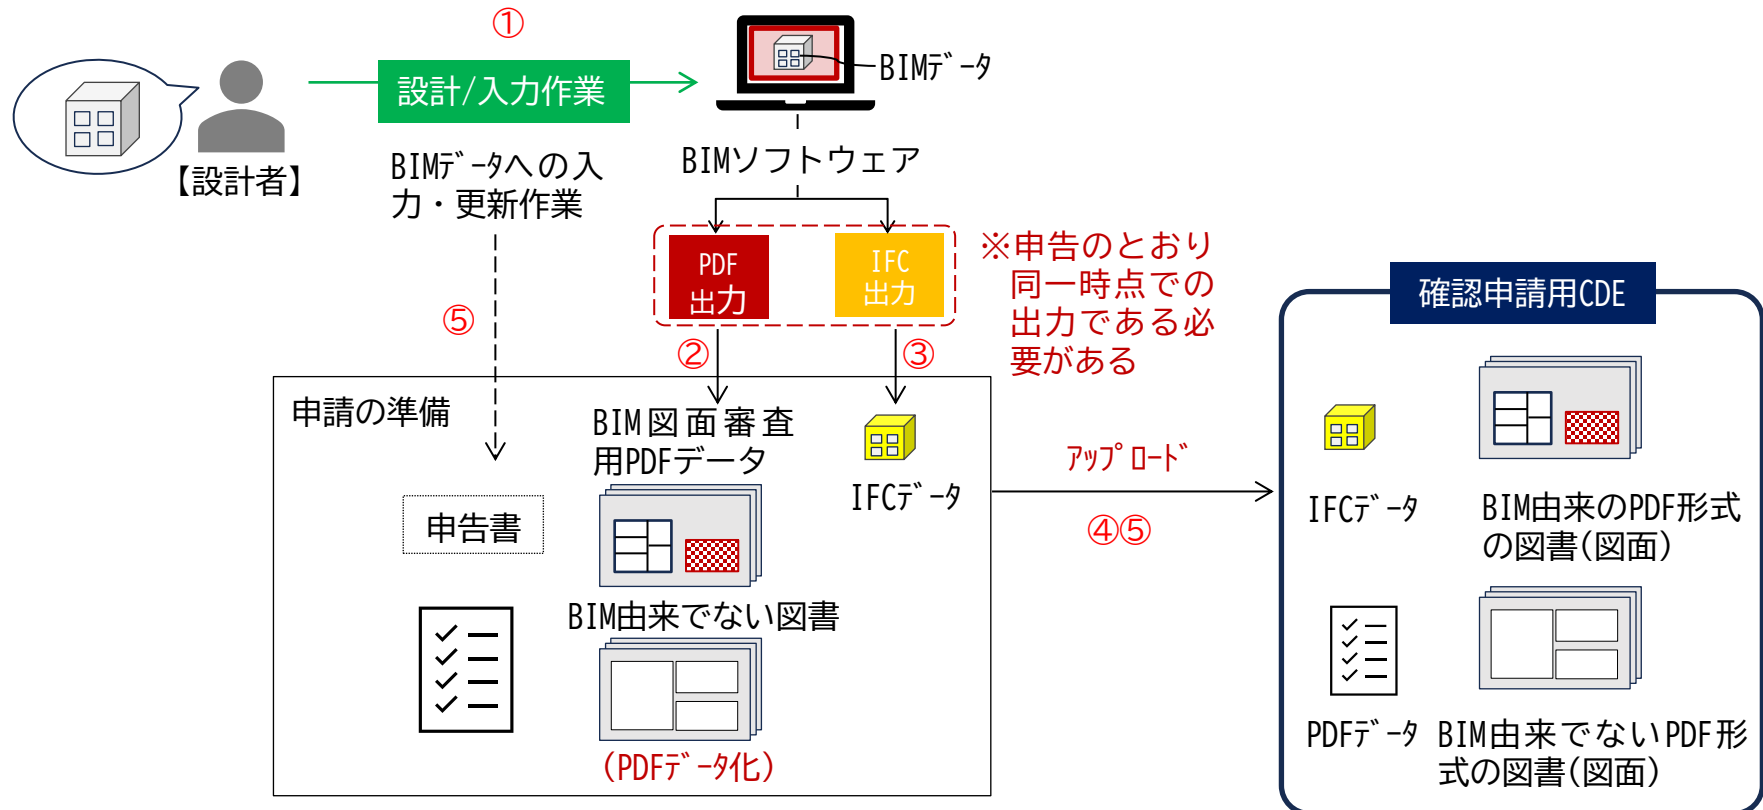 ①
設計/入力作業
BIMデータ
【設計者】
BIMデータへの入
力・更新作業
BIMソフトウェア
PDF
出力
IFC
出力
※申告のとおり
同一時点での
出力である必
要がある
⑤
②
③
申請の準備
BIM図面審査
用PDFデータ
IFCデータ
申告書
BIM由来でない図書
(PDFデータ化)
アップロード
④⑤
確認申請用CDE
IFCデータ
BIM由来のPDF形式
の図書(図面)
PDFデータ
BIM由来でないPDF形
式の図書(図面)